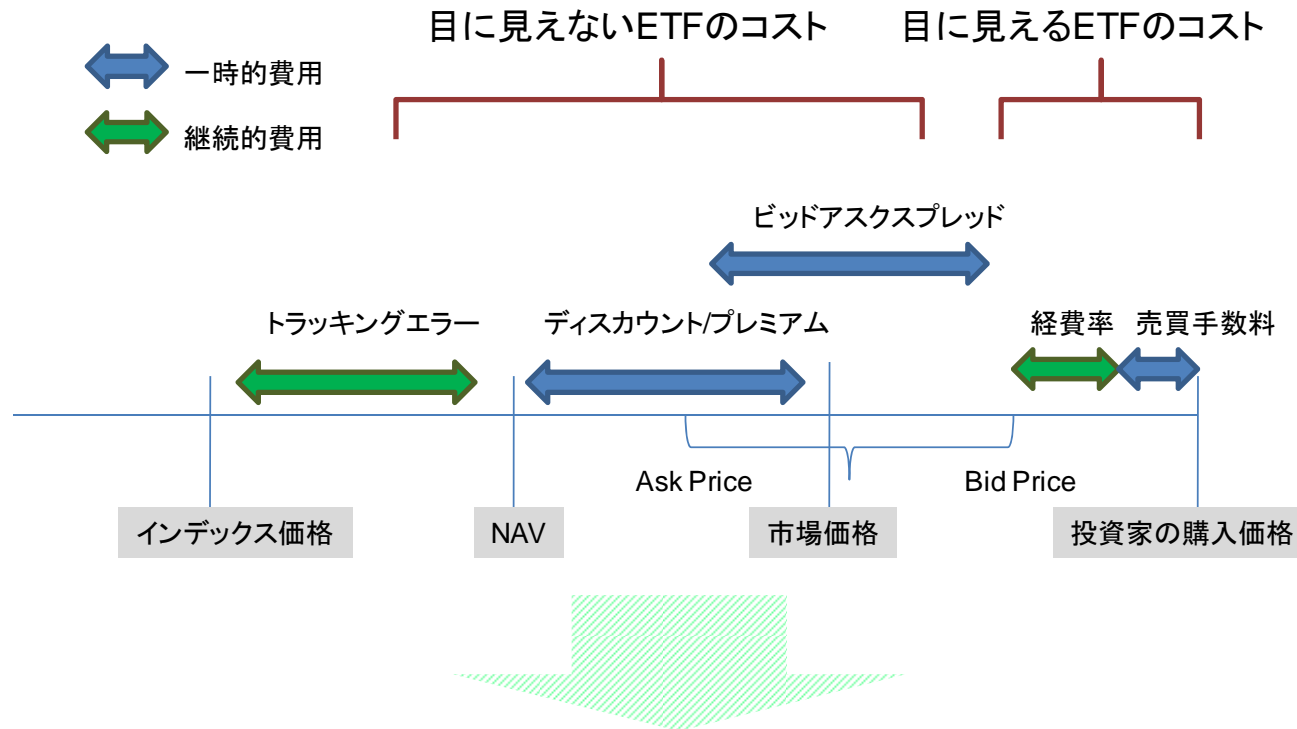 目に見えないETFのコスト
目に見えるETFのコスト
一時的費用
継続的費用
ビッドアスクスプレッド
トラッキングエラー
ディスカウント/プレミアム
経費率
売買手数料
Ask Price
Bid Price
インデックス価格
NAV
市場価格
投資家の購入価格